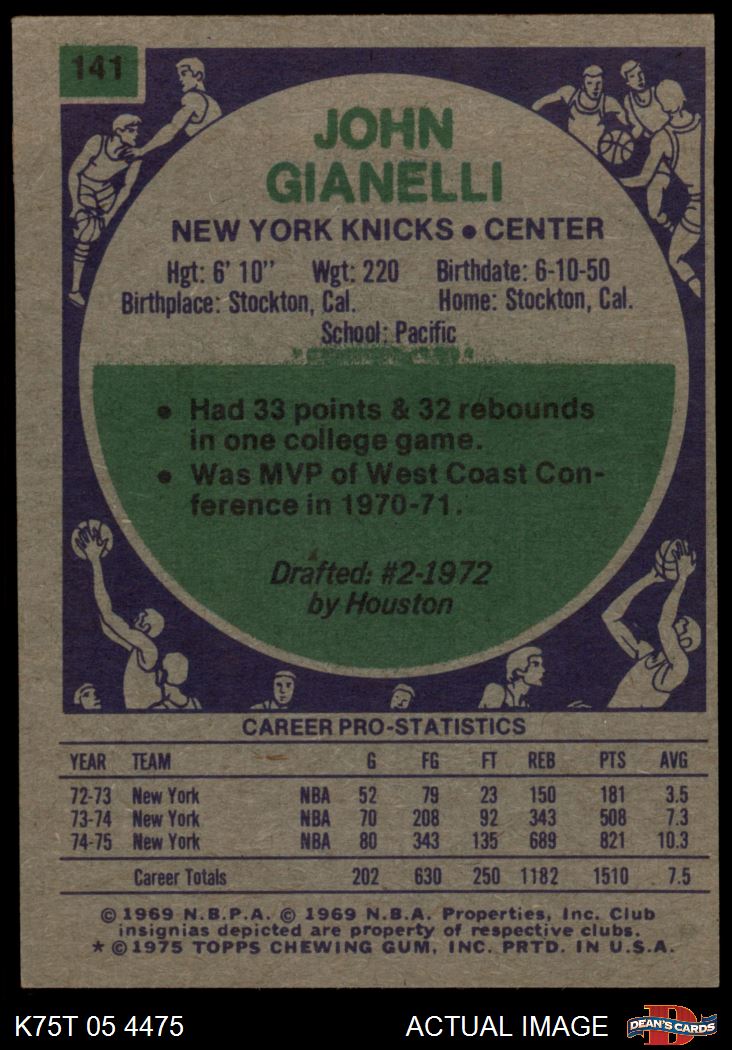 141
JOHN
GIANELLI
NEW YORK KNICKS • CENTER
Hgt: 6' 10" Wgt: 220 Birthdate: 6-10-50
Birthplace: Stockton, Cal. Home: Stockton, Cal.
School: Pacific
• Had 33 points & 32 rebounds
in one college game.
• Was MVP of West Coast Con-
ference in 1970-71.
Drafted: #2-1972
by Houston
CAREER PRO-STATISTICS
YEAR TEAM G FG FT REB PTS AVG
72-73 New York NBA 52 79 23 150 181 3.5
73-74 New York NBA 70 208 92 343 508 7.3
74-75 New York NBA 80 343 135 689 821 10.3
Career Totals 202 630 250 1182 1510 7.5
© 1969 N.B.P.A. © 1969 N.B.A. Properties, Inc. Club
insignias depicted are property of respective clubs.
* © 1975 TOPPS CHEWING GUM, INC. PRTD. IN U.S.A.
K75T 05 4475 ACTUAL IMAGE D DEAN'S CARDS